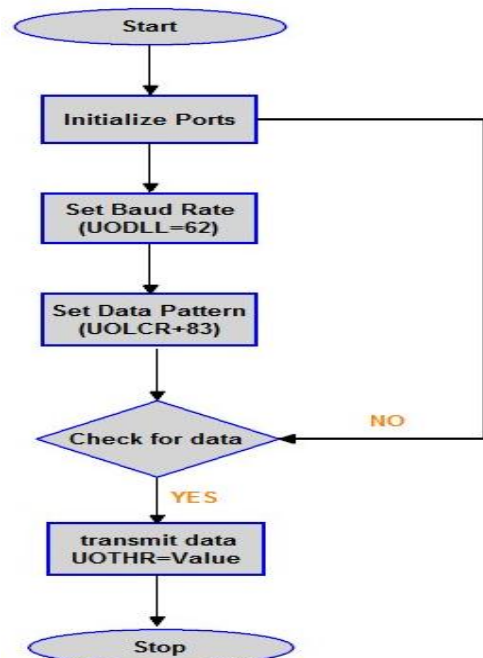 Start
Initialize Ports
Set Baud Rate
(UODLL=62)
Set Data Pattern
(UOLCR+83)
Check for data
NO
YES
transmit data
UOTHR=Value
Stop